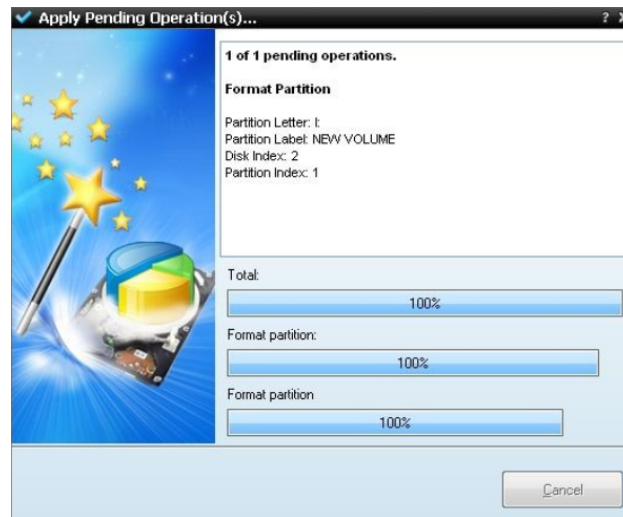 Apply Pending Operation(s)...
1 of 1 pending operations.
Format Partition
Partition Letter: I:
Partition Label: NEW VOLUME
Disk Index: 2
Partition Index: 1
Total:
100%
Format partition:
100%
Format partition
100%
Cancel